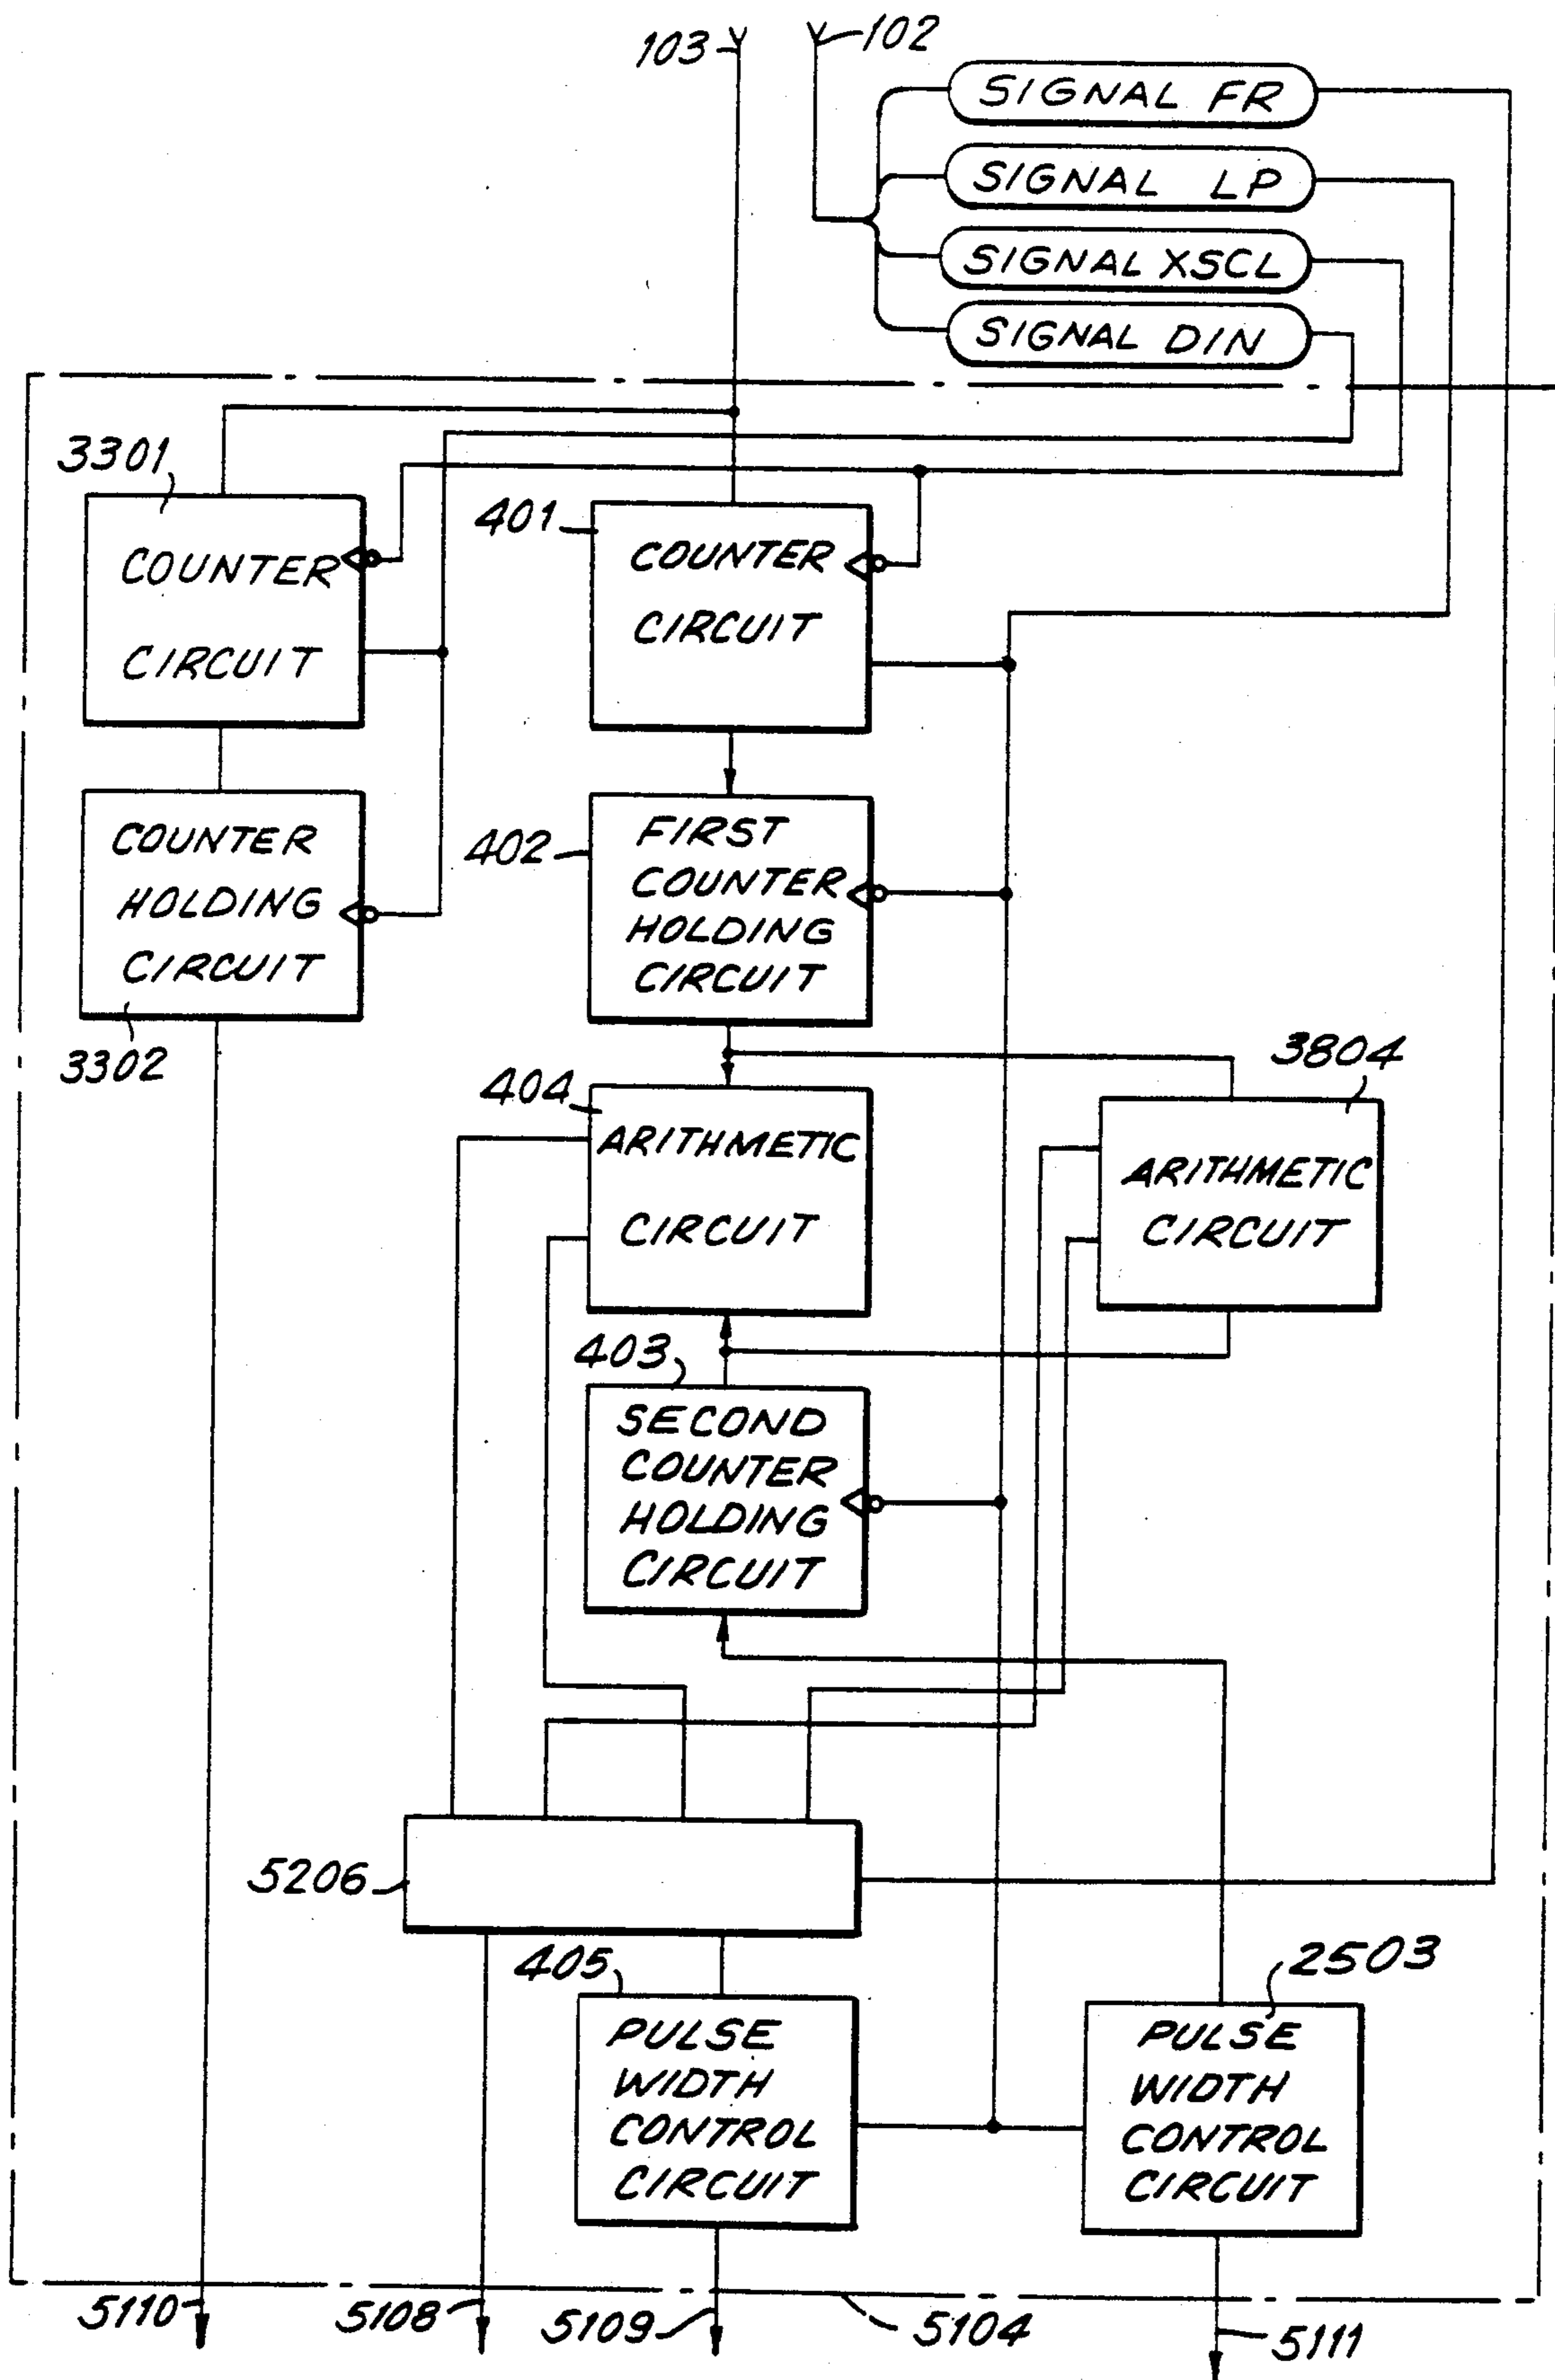 103
102
SIGNAL FR
SIGNAL LP
SIGNAL XSCL
SIGNAL DIN
3301
COUNTER
CIRCUIT
401
COUNTER
CIRCUIT
COUNTER
HOLDING
CIRCUIT
3302
402
FIRST
COUNTER
HOLDING
CIRCUIT
404
ARITHMETIC
CIRCUIT
3804
ARITHMETIC
CIRCUIT
403
SECOND
COUNTER
HOLDING
CIRCUIT
5206
405
PULSE
WIDTH
CONTROL
CIRCUIT
2503
PULSE
WIDTH
CONTROL
CIRCUIT
5110
5108
5109
5104
5111